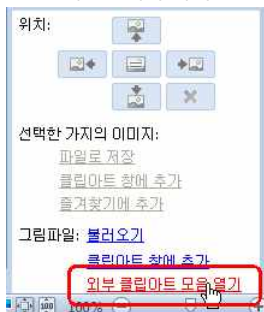 위치:
선택한 가지의 이미지:
파일로 저장
클립아트 창에 추가
즐겨찾기에 추가
그림파일: 불러오기
클립아트 창에 추가
외부 클립아트 모음 열기
100%